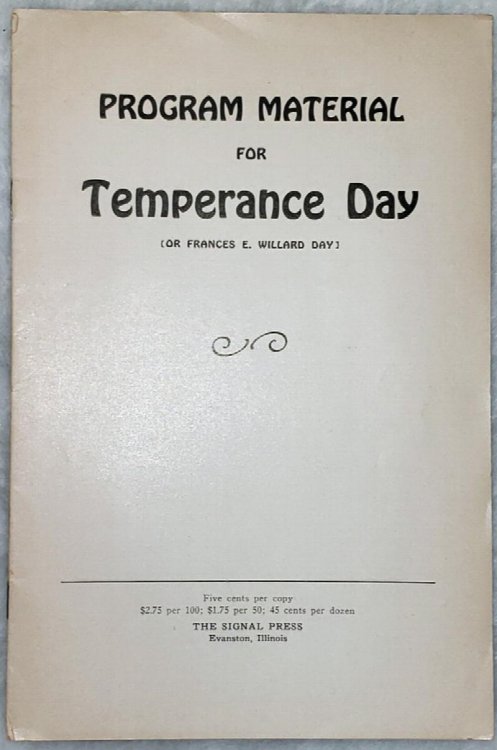 PROGRAM MATERIAL
FOR
Temperance Day
[OR FRANCES E. WILLARD DAY]
Five cents per copy
$2.75 per 100; $1.75 per 50; 45 cents per dozen
THE SIGNAL PRESS
Evanston, Illinois